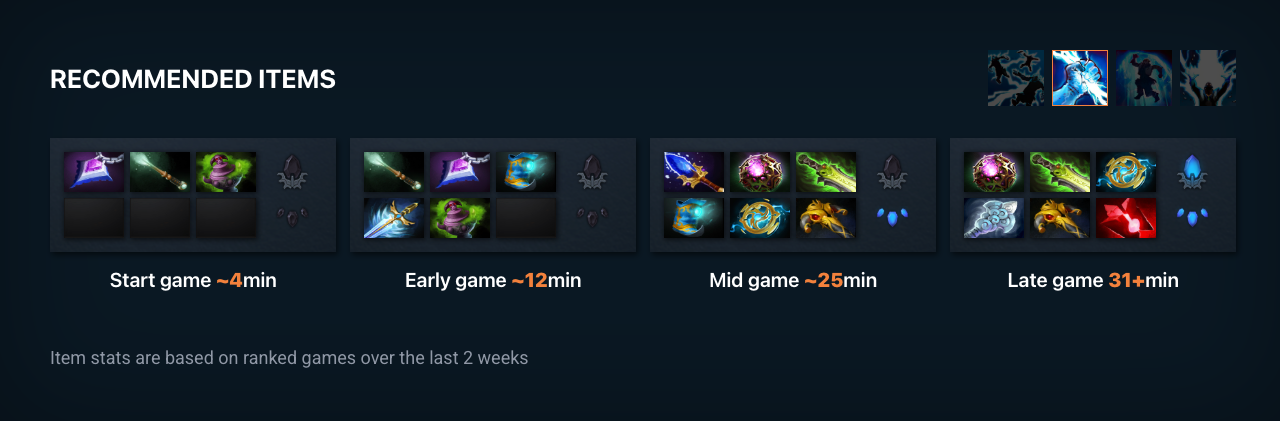 RECOMMENDED ITEMS
Start game ~4min
Early game ~12min
Mid game ~25min
Late game 31+min
Item stats are based on ranked games over the last 2 weeks